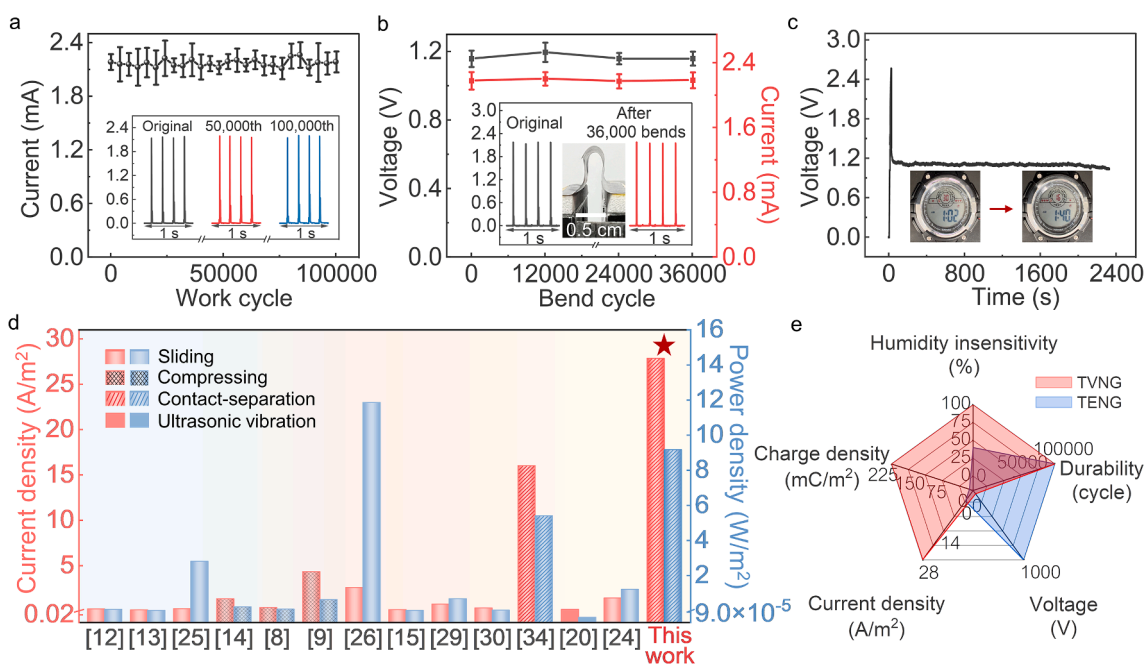 a
2.4
1.8
1.2
0.6
0.0
Current (mA)
0
50000
100000
Work cycle
2.4
1.8
1.2
0.6
0.0
Original
50,000th
100,000th
1 s
1 s
1 s
b
1.2
0.8
0.4
0.0
Voltage (V)
2.4
1.6
0.8
0.0
Current (mA)
0
12000
24000
36000
Bend cycle
3.0
2.4
1.8
1.2
0.6
0.0
Original
After
36,000 bends
0.5 cm
1 s
1 s
c
3.0
2.4
1.8
1.2
0.6
0.0
Voltage (V)
0
800
1600
2400
Time (s)
1:02
1:40
d
30
25
20
15
10
5
0.02
Current density (A/m²)
Sliding
Compressing
Contact-separation
Ultrasonic vibration
16
14
12
10
8
6
4
2
9.0×10⁻⁵
Power density (W/m²)
[12]
[13]
[25]
[14]
[8]
[9]
[26]
[15]
[29]
[30]
[34]
[20]
[24]
This
work
e
Humidity insensitivity
(%)
TVNG
TENG
100
75
50
25
0
100000
50000
0
Durability
(cycle)
Charge density
(mC/m²)
225
150
75
0
0
0
14
28
1000
Current density
(A/m²)
Voltage
(V)